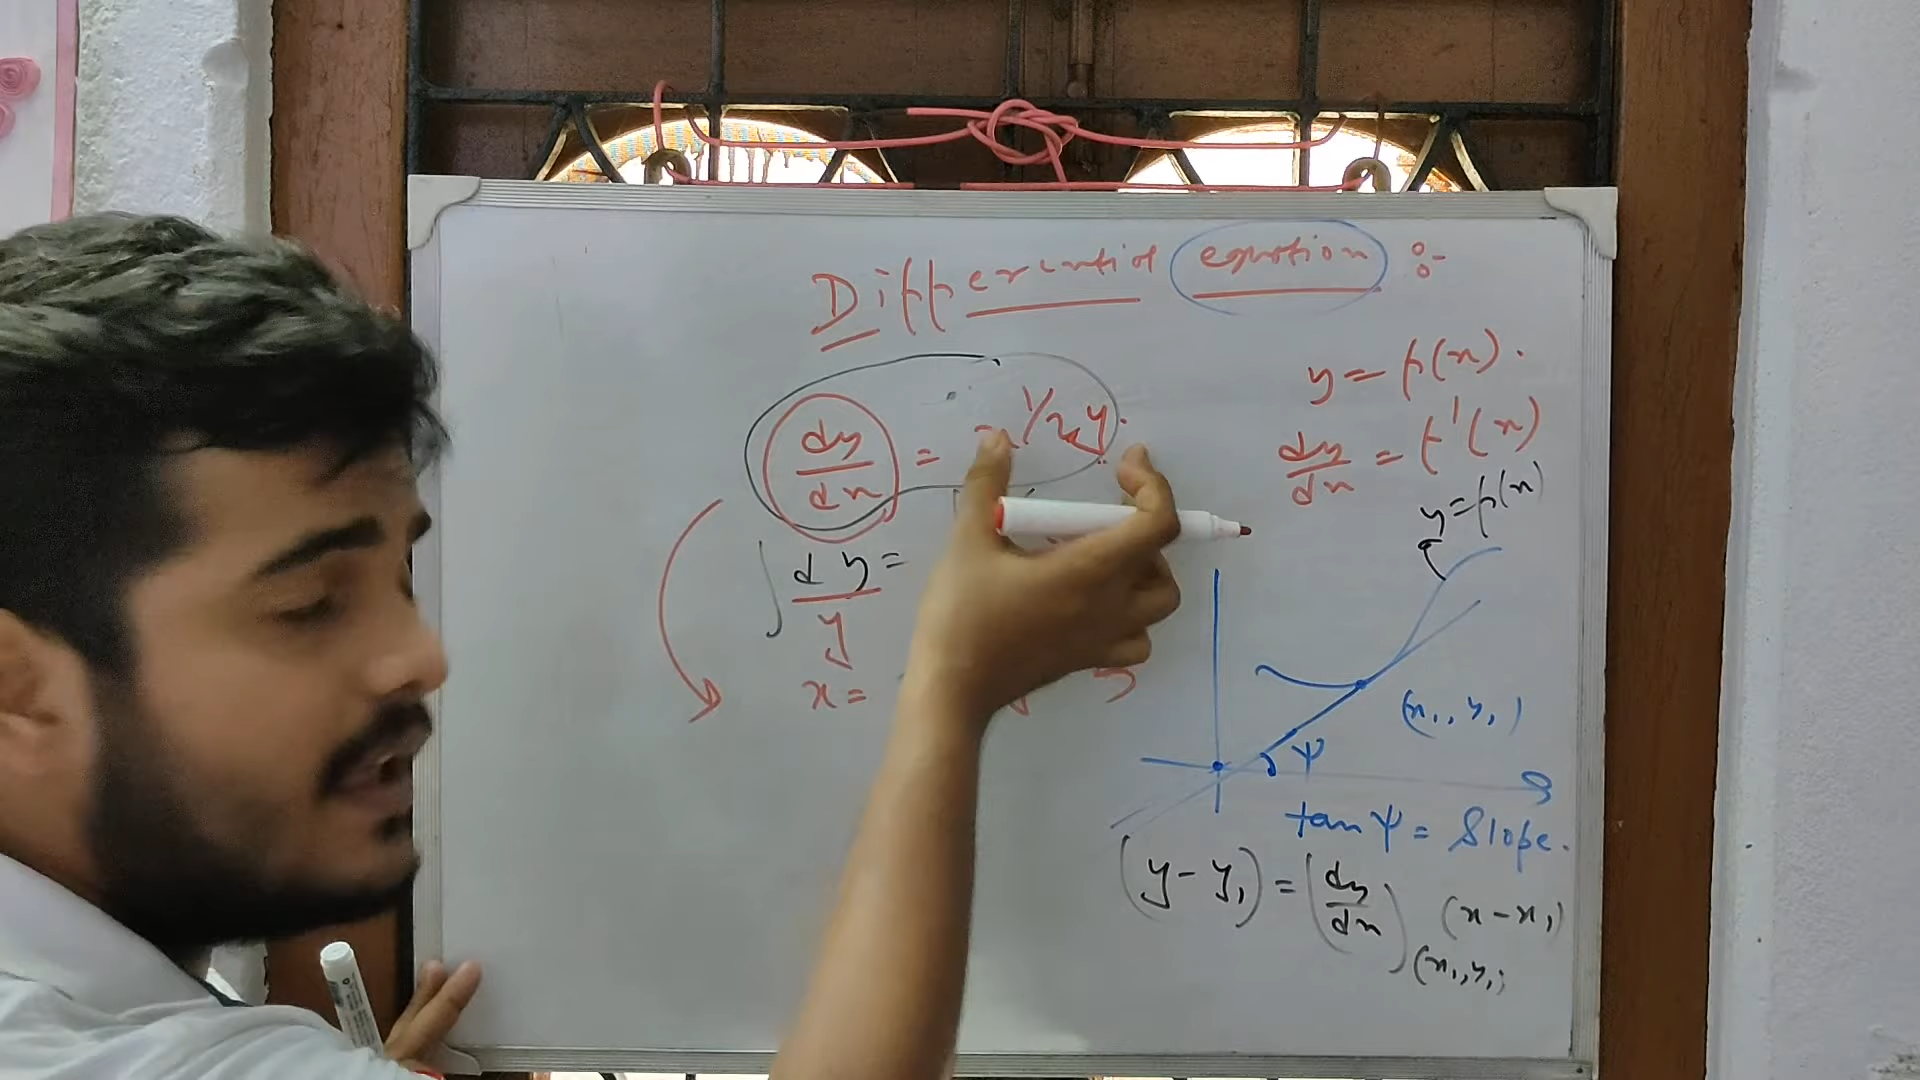 Differential equation :-
dy/dx = x^1/2 y.
∫ dy/y =
x =
y = f(x).
dy/dx = f'(x)
y = f(x)
(x₁, y₁)
ψ
tan ψ = Slope.
(y - y₁) = (dy/dx)(x₁, y₁) (x - x₁)